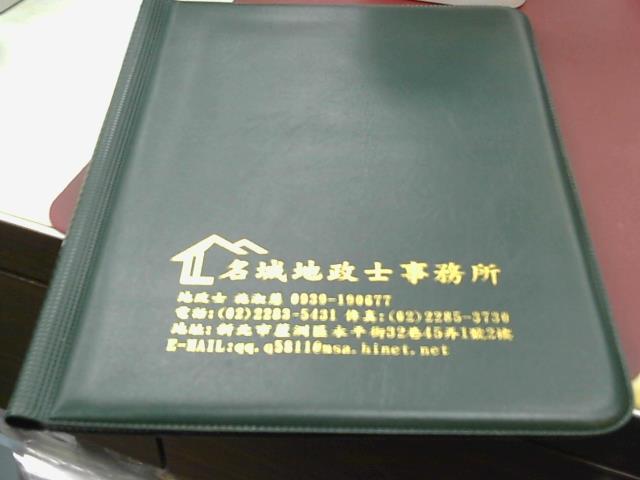 名城地政士事務所
地政士 0939-190677
電話:(02)2283-5431 傳真:(02)2285-3730
地址:新北市蘆洲區永平街32巷45弄1號2樓
E-MAIL:qq.q5811@msa.hinet.net